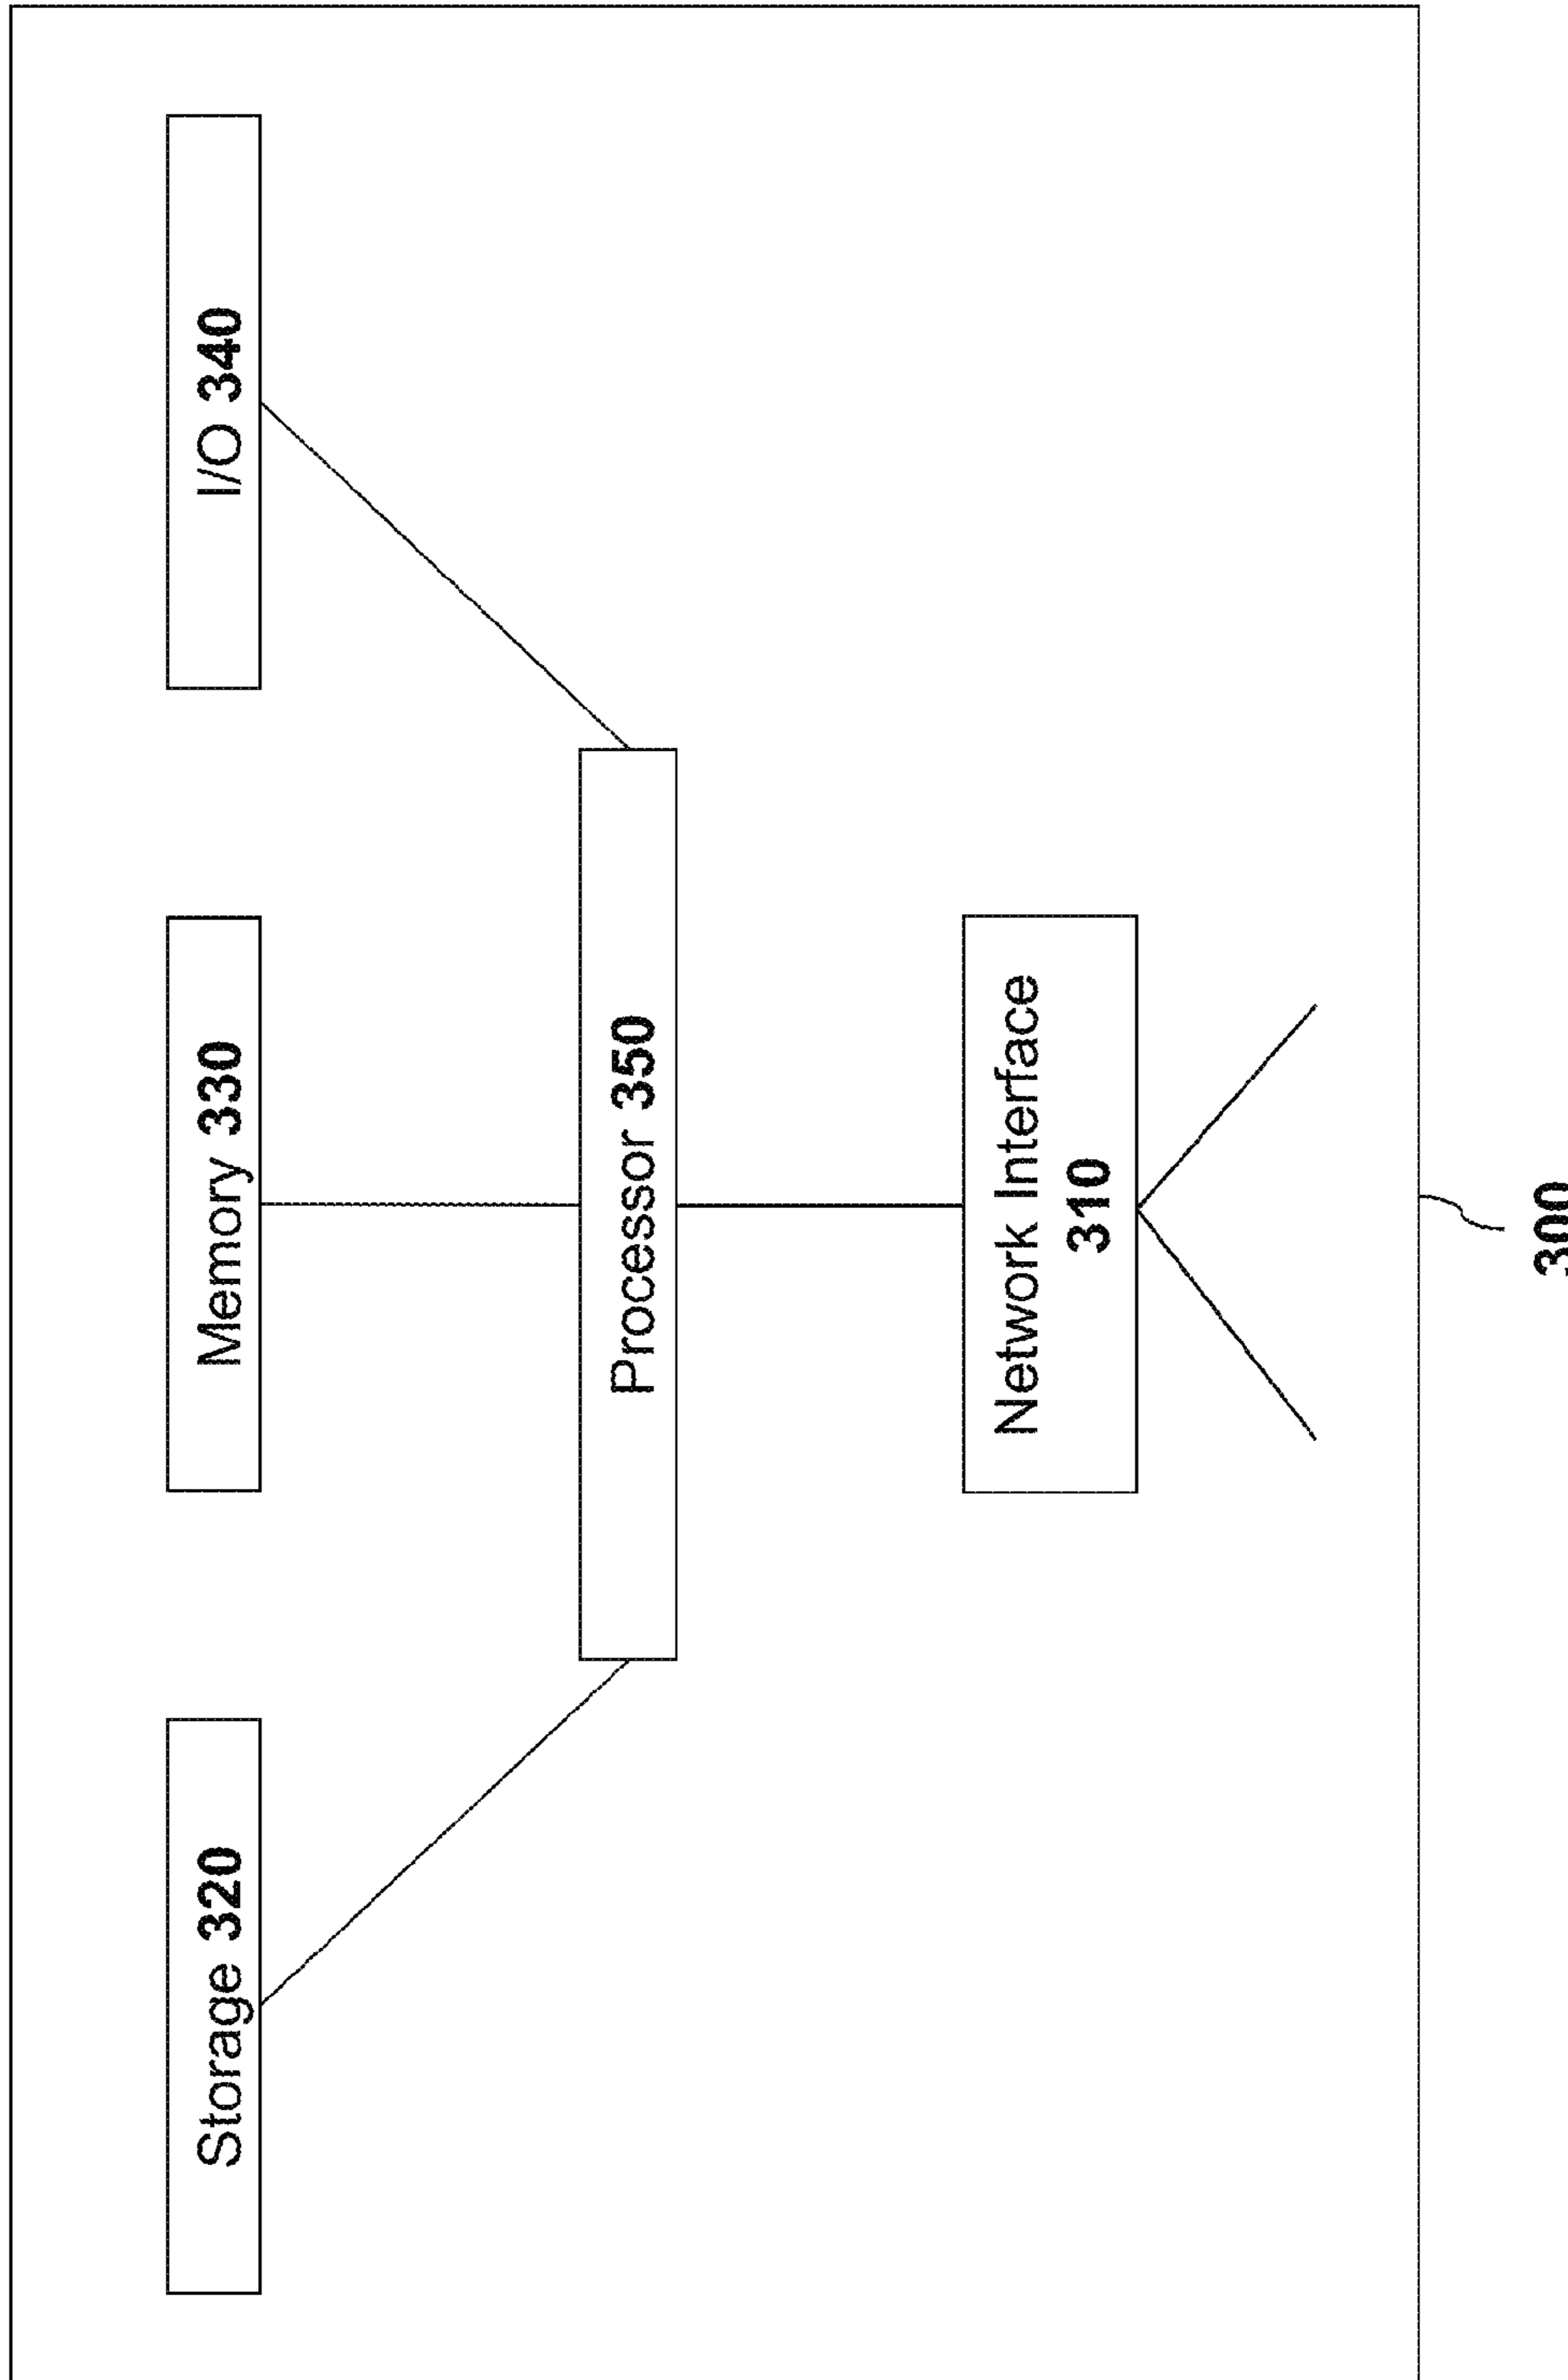 Storage 320
Memory 330
I/O 340
Processor 350
Network Interface
310
300